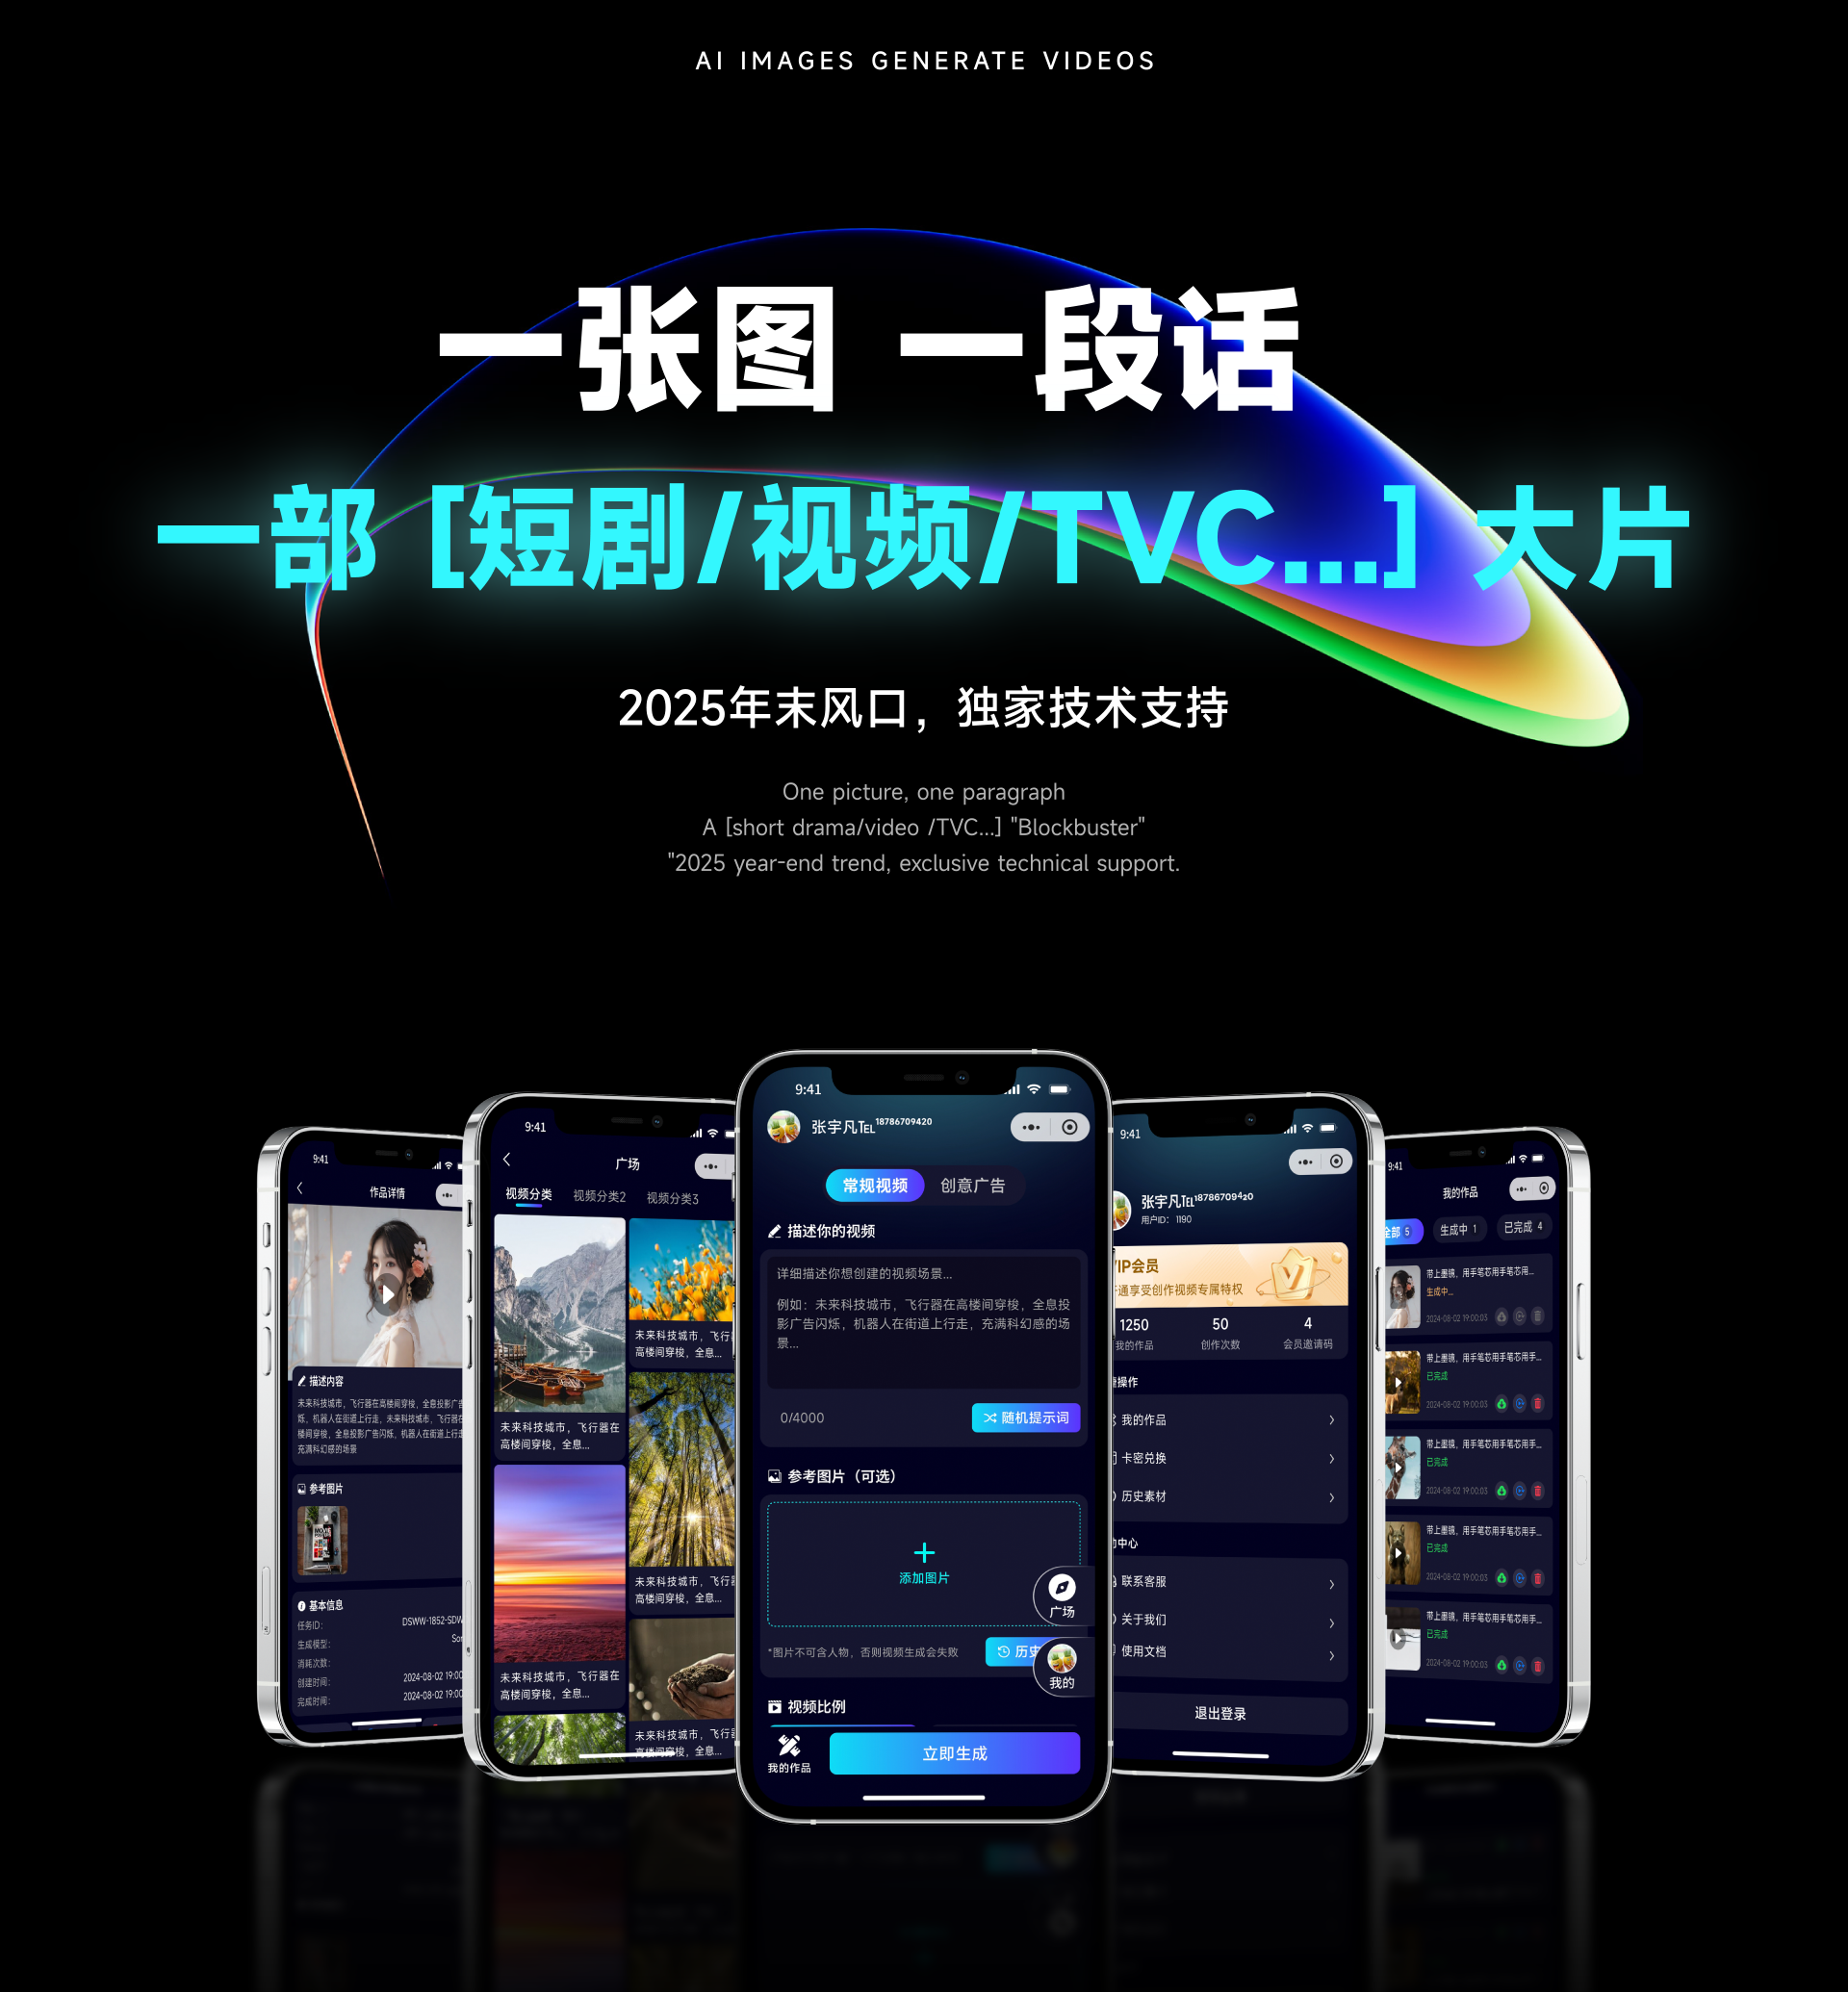 AI IMAGES GENERATE VIDEOS
一张图 一段话
一部 [短剧/视频/TVC...] 大片
2025年末风口，独家技术支持
One picture, one paragraph
A [short drama/video /TVC...] "Blockbuster"
"2025 year-end trend, exclusive technical support.
9:41
作品详情
描述内容
未来科技城市，飞行器在高楼间穿梭，全息投影广告
烁，机器人在街道上行走，未来科技城市，飞行器在
楼间穿梭，全息投影广告闪烁，机器人在街道上行走
充满科幻感的场景
参考图片
基本信息
任务ID： DSWW-1852-SDW
生成模型： Sor
消耗次数：
创建时间： 2024-08-02 19:00
完成时间： 2024-08-02 19:00
9:41
广场
视频分类 视频分类2 视频分类3
未来科技城市，飞行器在
高楼间穿梭，全息...
未来科技城市，飞行器在
高楼间穿梭，全息...
未来科技城市，飞行
高楼间穿梭，全息...
未来科技城市，飞行
高楼间穿梭，全息...
未来科技城市，飞行
高楼间穿梭，全息...
9:41
张宇凡℡¹⁸⁷⁸⁶⁷⁰⁹⁴²⁰
常规视频 创意广告
描述你的视频
详细描述你想创建的视频场景...
例如：未来科技城市，飞行器在高楼间穿梭，全息投
影广告闪烁，机器人在街道上行走，充满科幻感的场
景...
0/4000 随机提示词
参考图片（可选）
添加图片
广场
*图片不可含人物，否则视频生成会失败 历史
我的
视频比例
我的作品
立即生成
9:41
张宇凡℡¹⁸⁷⁸⁶⁷⁰⁹⁴²⁰
用户ID： 1190
VIP会员
通享受创作视频专属特权
1250 50 4
我的作品 创作次数 会员邀请码
操作
我的作品
卡密兑换
历史素材
中心
联系客服
关于我们
使用文档
退出登录
9:41
我的作品
全部 5 生成中 1 已完成 4
带上墨镜，用手笔芯用手笔芯用...
生成中...
2024-08-02 19:00:03
带上墨镜，用手笔芯用手笔芯用手...
已完成
2024-08-02 19:00:03
带上墨镜，用手笔芯用手笔芯用手...
已完成
2024-08-02 19:00:03
带上墨镜，用手笔芯用手笔芯用手...
已完成
2024-08-02 19:00:03
带上墨镜，用手笔芯用手笔芯用手...
已完成
2024-08-02 19:00:03